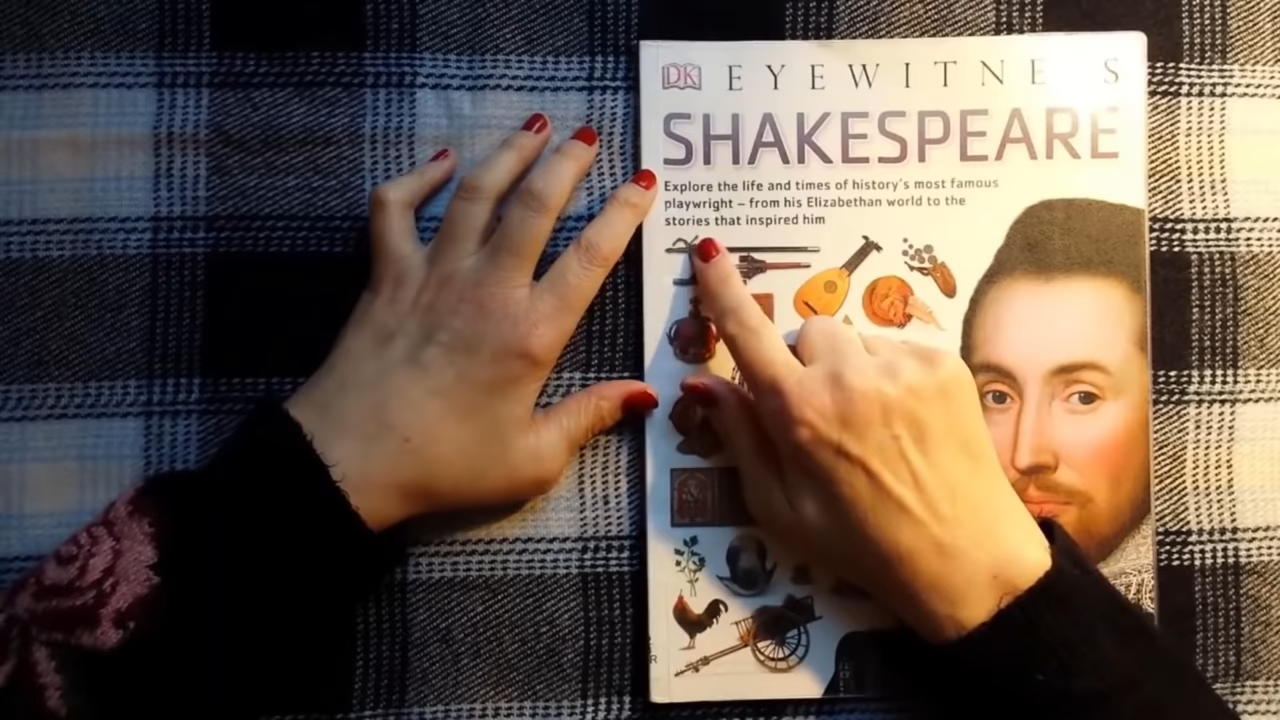 DK EYEWITNESS
SHAKESPEARE
Explore the life and times of history's most famous
playwright – from his Elizabethan world to the
stories that inspired him